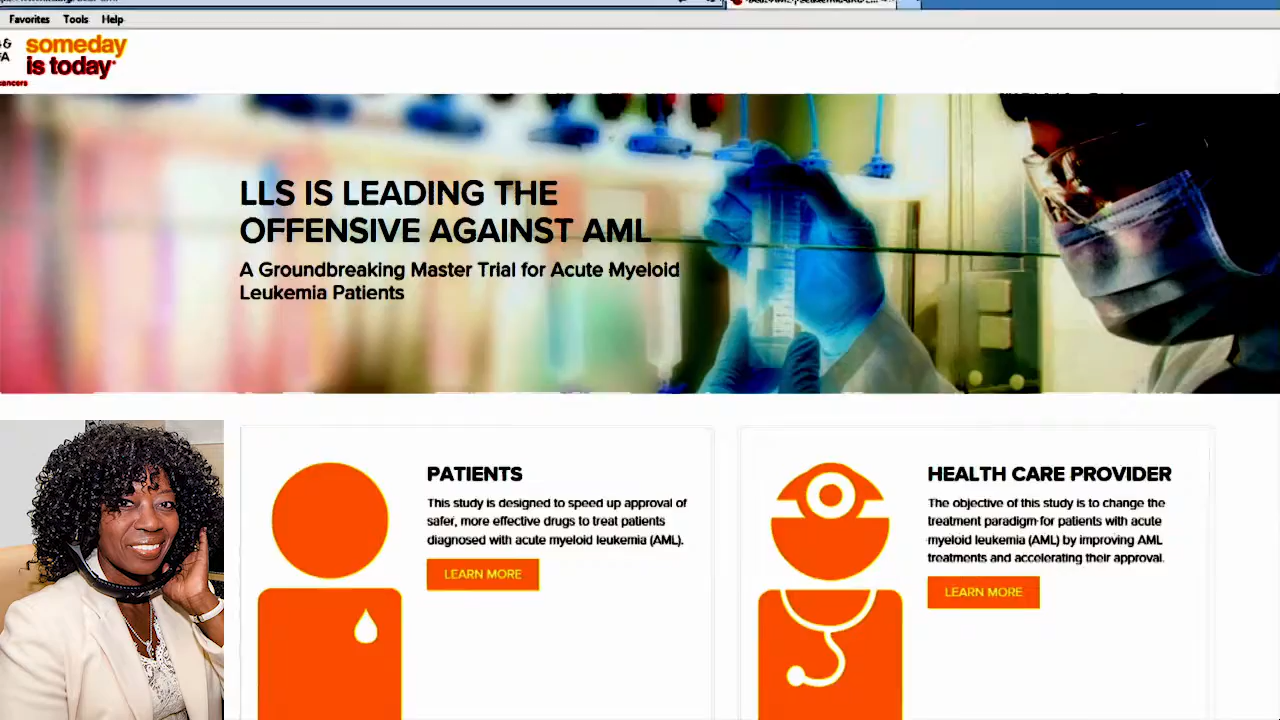 Favorites Tools Help
someday
is today
LLS IS LEADING THE
OFFENSIVE AGAINST AML
A Groundbreaking Master Trial for Acute Myeloid
Leukemia Patients
PATIENTS
This study is designed to speed up approval of
safer, more effective drugs to treat patients
diagnosed with acute myeloid leukemia (AML).
LEARN MORE
HEALTH CARE PROVIDER
The objective of this study is to change the
treatment paradigm for patients with acute
myeloid leukemia (AML) by improving AML
treatments and accelerating their approval.
LEARN MORE